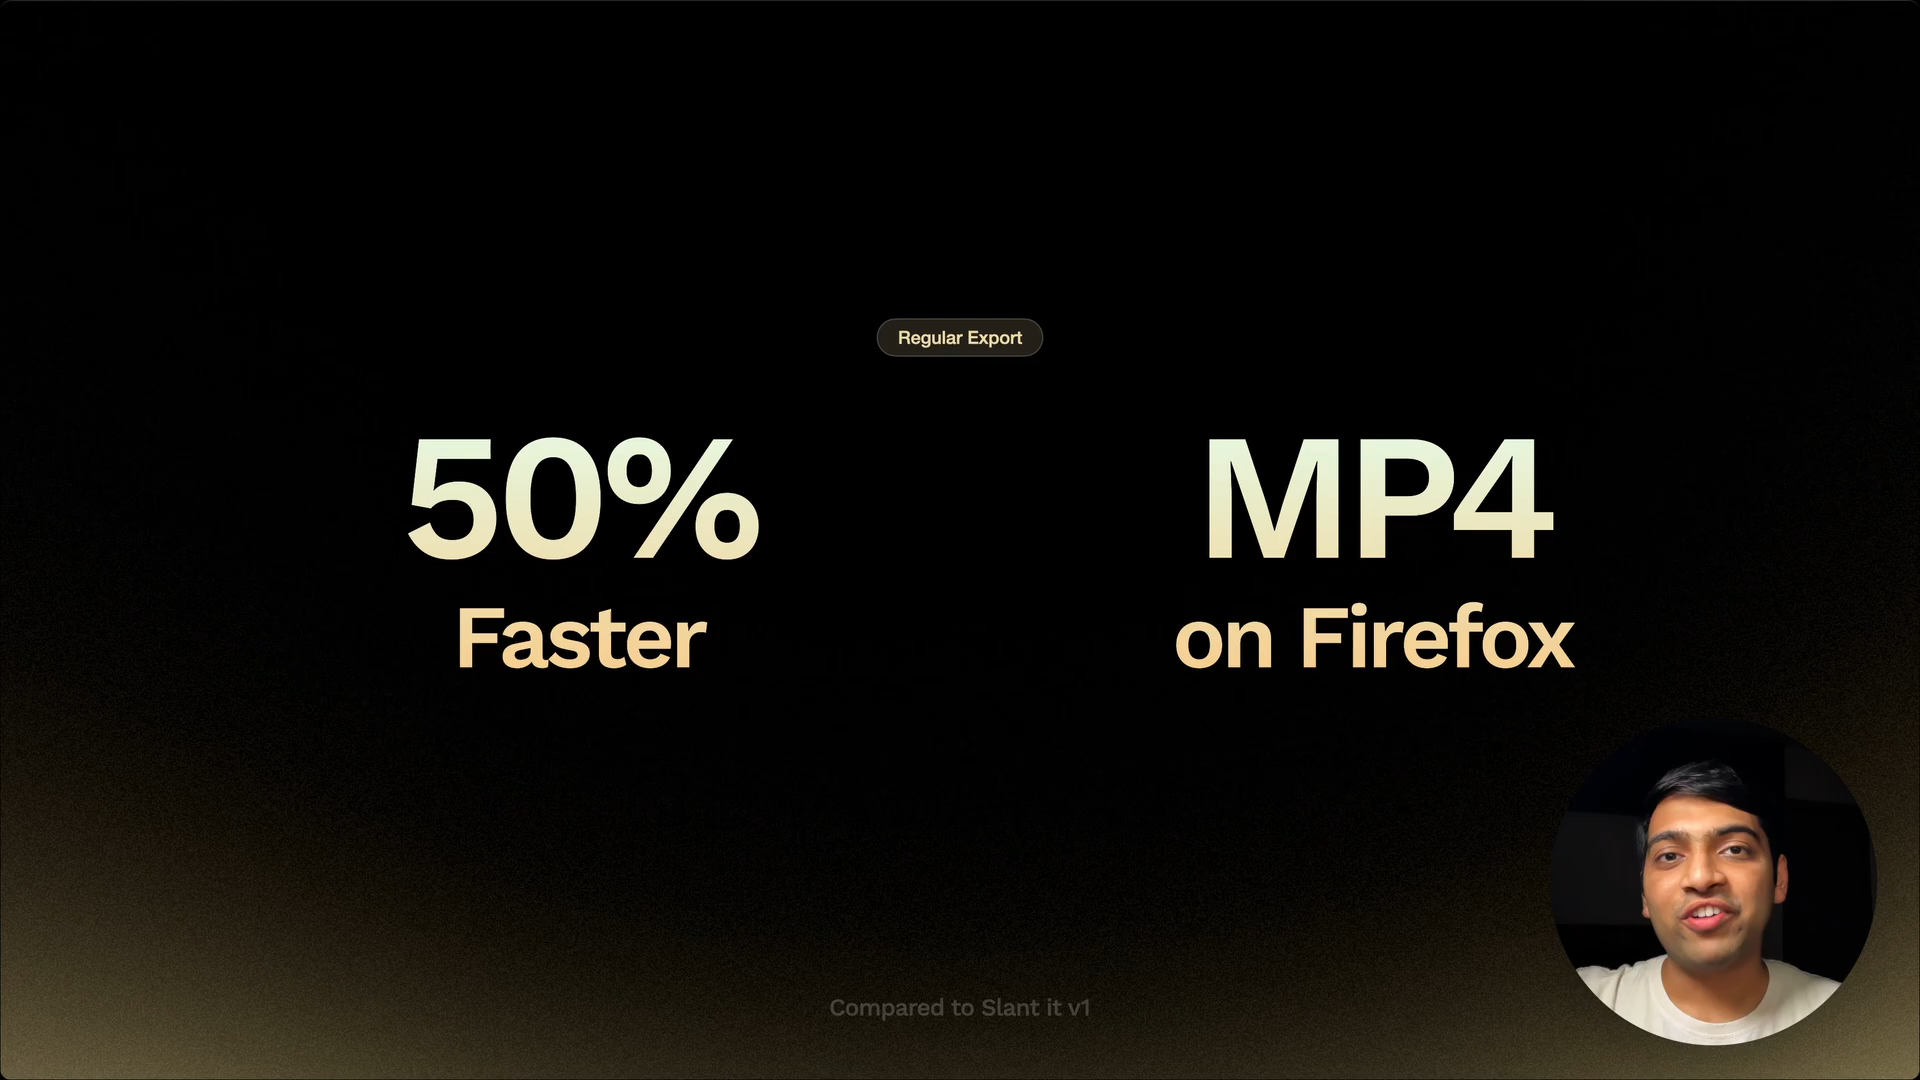 Regular Export
50%
Faster
MP4
on Firefox
Compared to Slant it v1